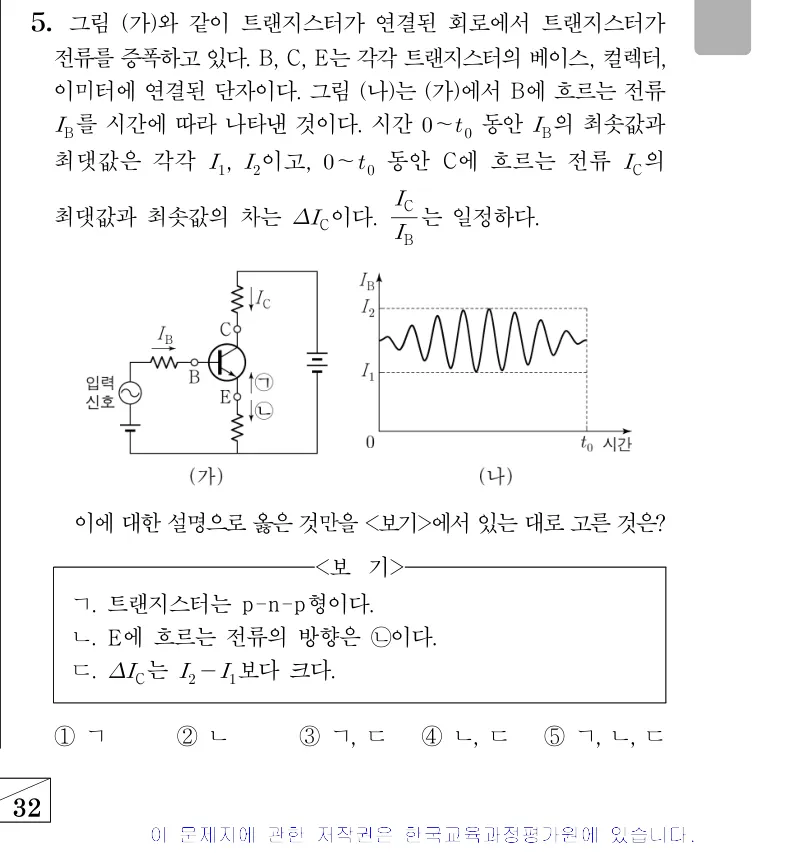 5. 그림 (가)와 같이 트랜지스터가 연결된 회로에서 트랜지스터가
전류를 증폭하고 있다. B, C, E는 각각 트랜지스터의 베이스, 컬렉터,
이미터에 연결된 단자이다. 그림 (나)는 (가)에서 B에 흐르는 전류
I_B를 시간에 따라 나타낸 것이다. 시간 0～t₀ 동안 I_B의 최솟값과
최댓값은 각각 I₁, I₂이고, 0～t₀ 동안 C에 흐르는 전류 I_C의
최댓값과 최솟값의 차는 ΔI_C이다. I_C/I_B는 일정하다.
I_C
C
I_B
B
입력
신호
E
㉠
㉡
(가)
I_B
I₂
I₁
0
t₀ 시간
(나)
이에 대한 설명으로 옳은 것만을 <보기>에서 있는 대로 고른 것은?
<보 기>
ㄱ. 트랜지스터는 p-n-p형이다.
ㄴ. E에 흐르는 전류의 방향은 ㉡이다.
ㄷ. ΔI_C는 I₂-I₁보다 크다.
① ㄱ ② ㄴ ③ ㄱ, ㄷ ④ ㄴ, ㄷ ⑤ ㄱ, ㄴ, ㄷ
32
이 문제지에 관한 저작권은 한국교육과정평가원에 있습니다.